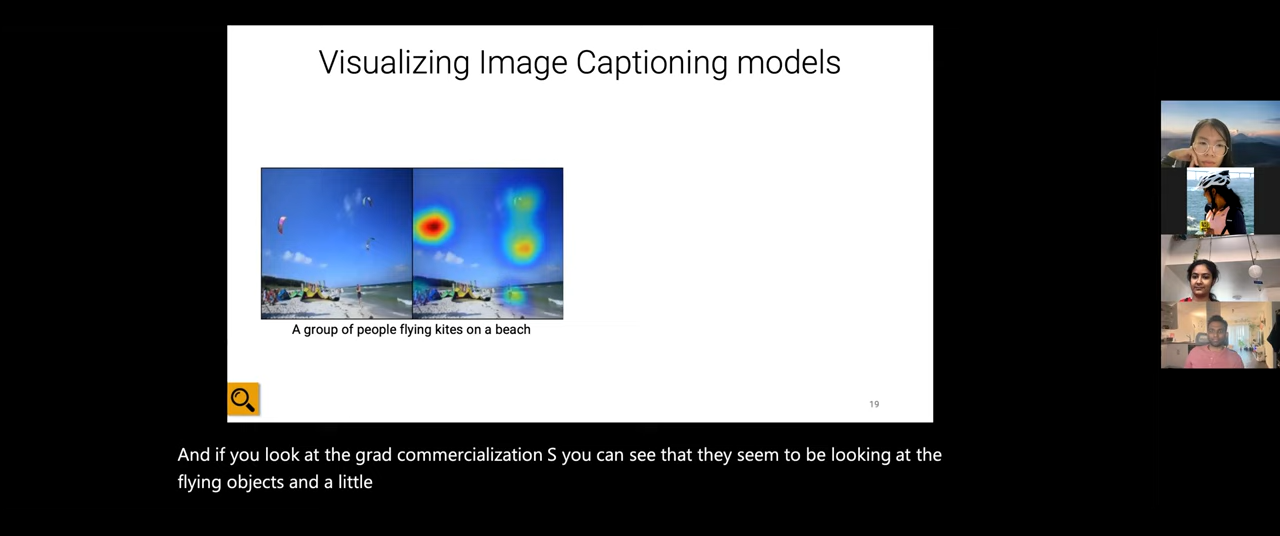 Visualizing Image Captioning models
A group of people flying kites on a beach
19
And if you look at the grad commercialization S you can see that they seem to be looking at the
flying objects and a little